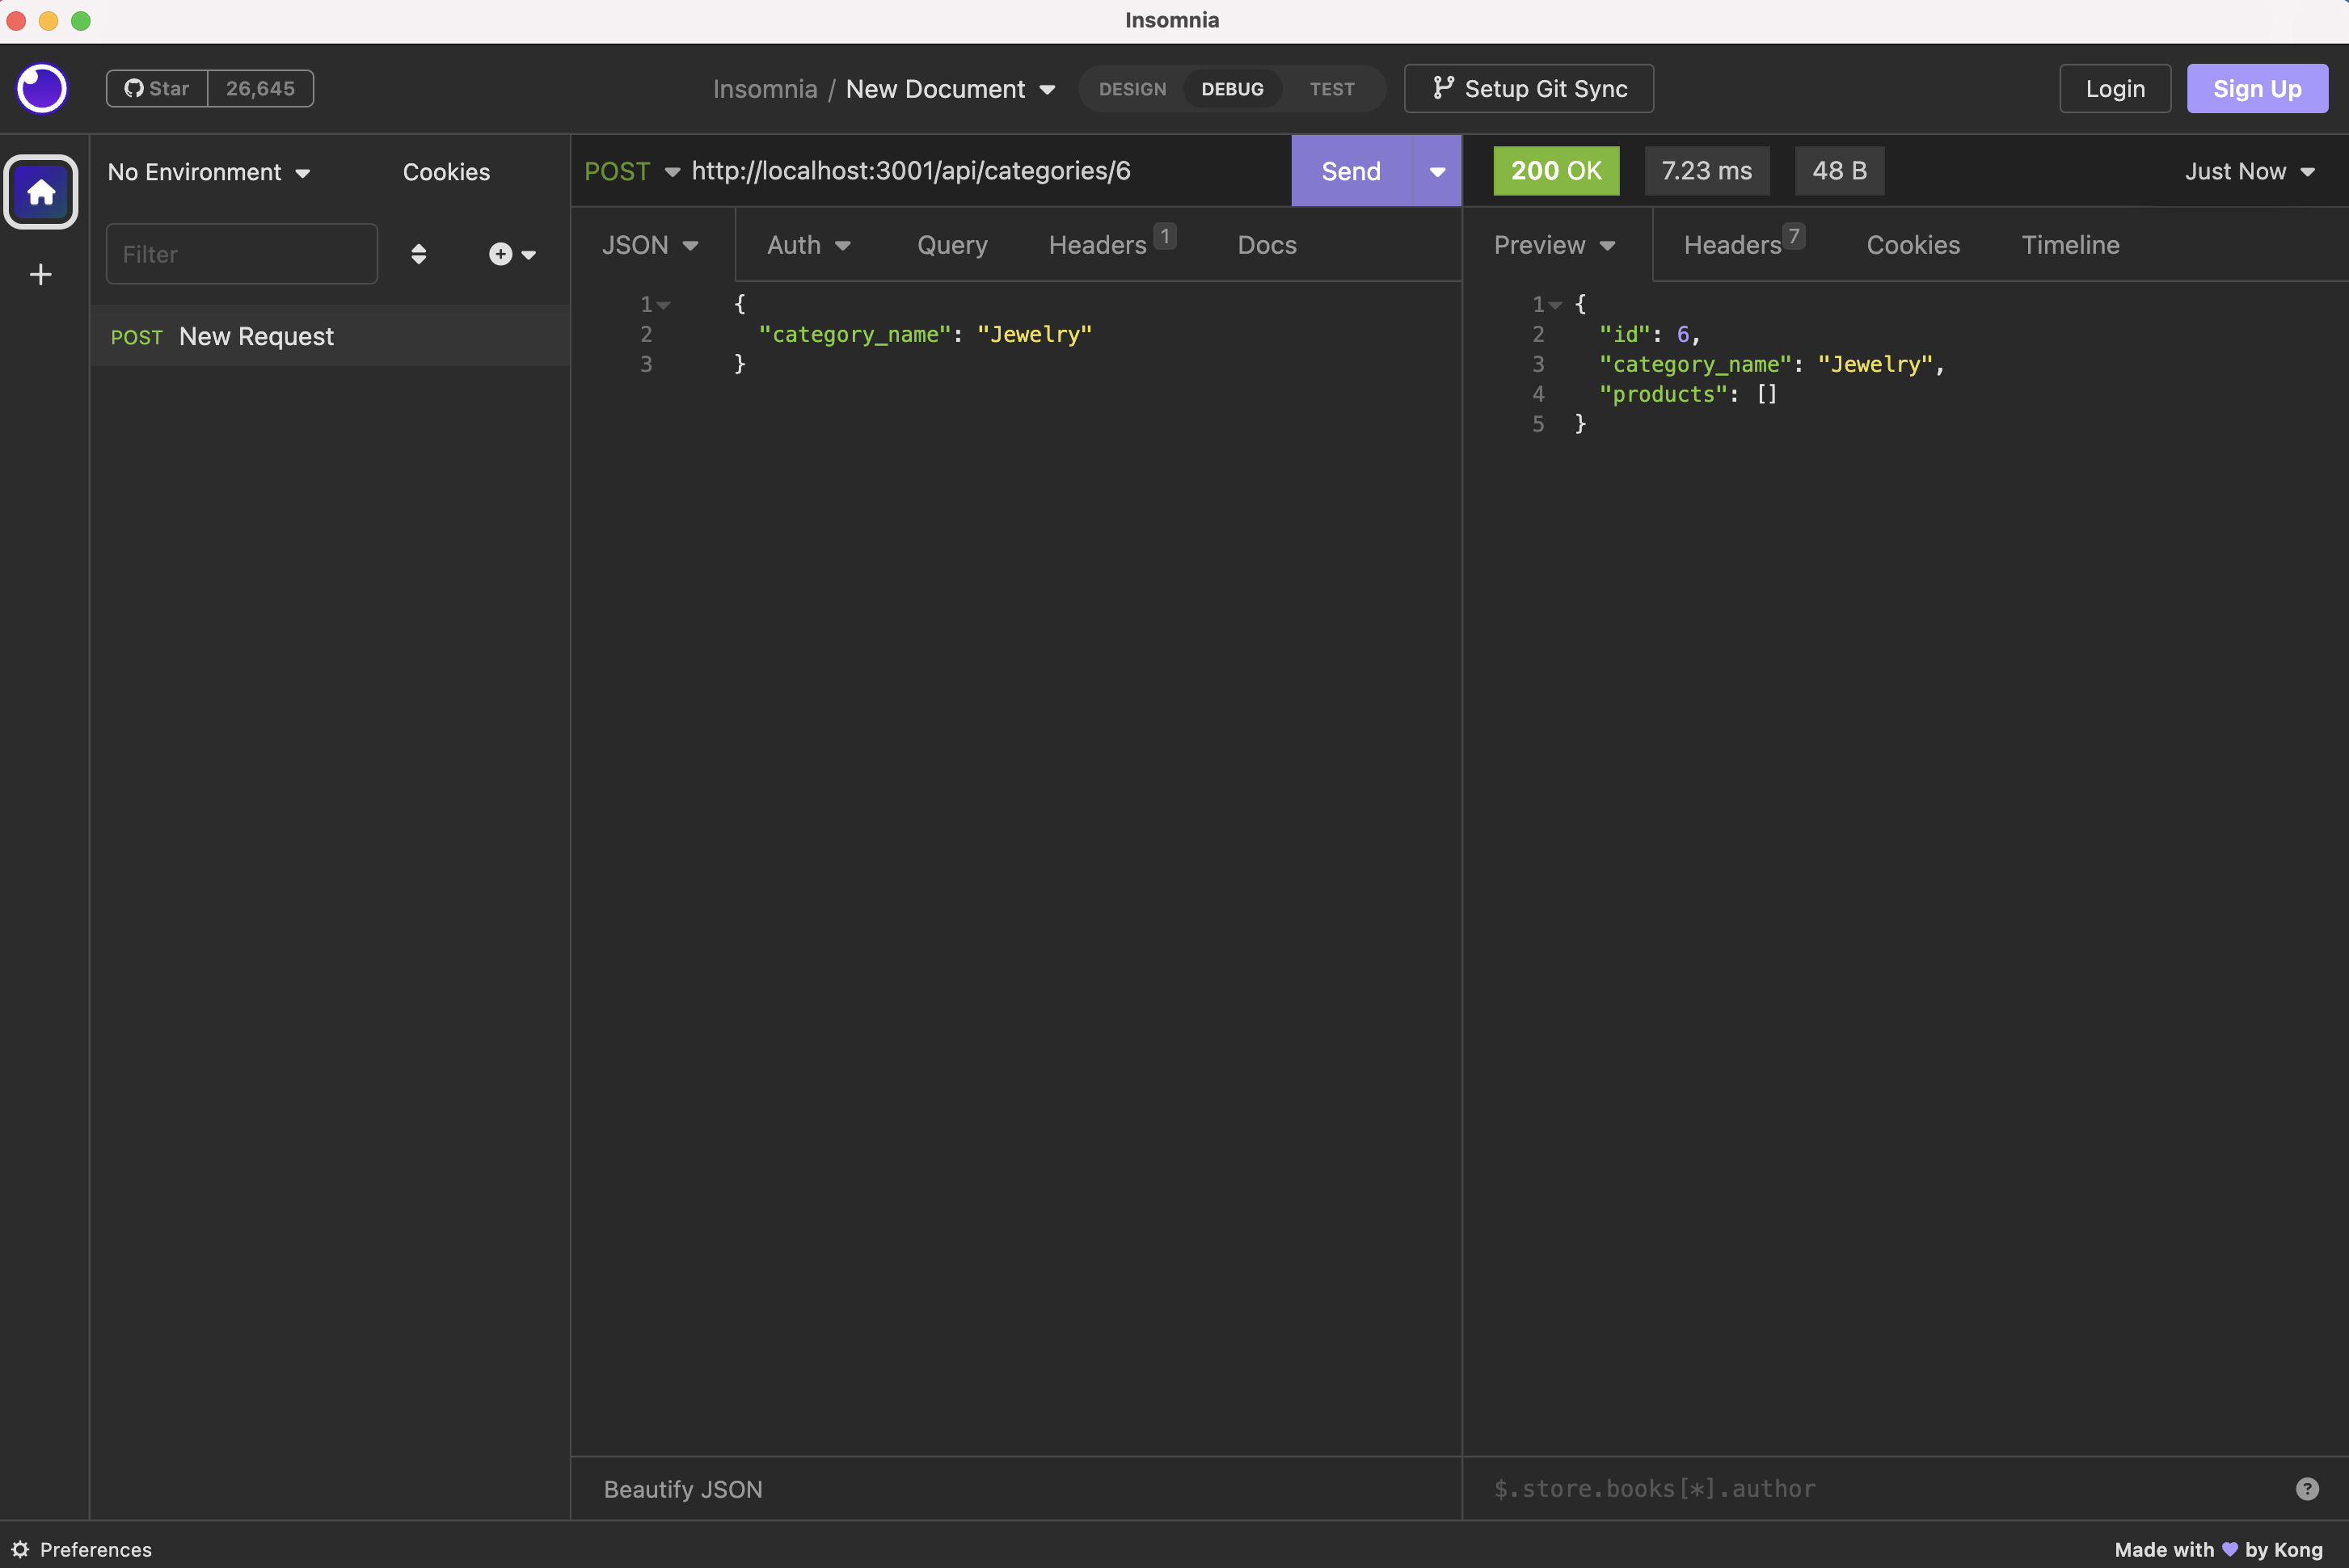 Insomnia
Star 26,645
Insomnia / New Document
DESIGN DEBUG TEST
Setup Git Sync
Login
Sign Up
No Environment
Cookies
Filter
POST New Request
POST http://localhost:3001/api/categories/6
Send
JSON Auth Query Headers 1 Docs
1 {
2 "category_name": "Jewelry"
3 }
Beautify JSON
200 OK 7.23 ms 48 B
Just Now
Preview Headers 7 Cookies Timeline
1 {
2 "id": 6,
3 "category_name": "Jewelry",
4 "products": []
5 }
$.store.books[*].author
?
Preferences
Made with 💜 by Kong